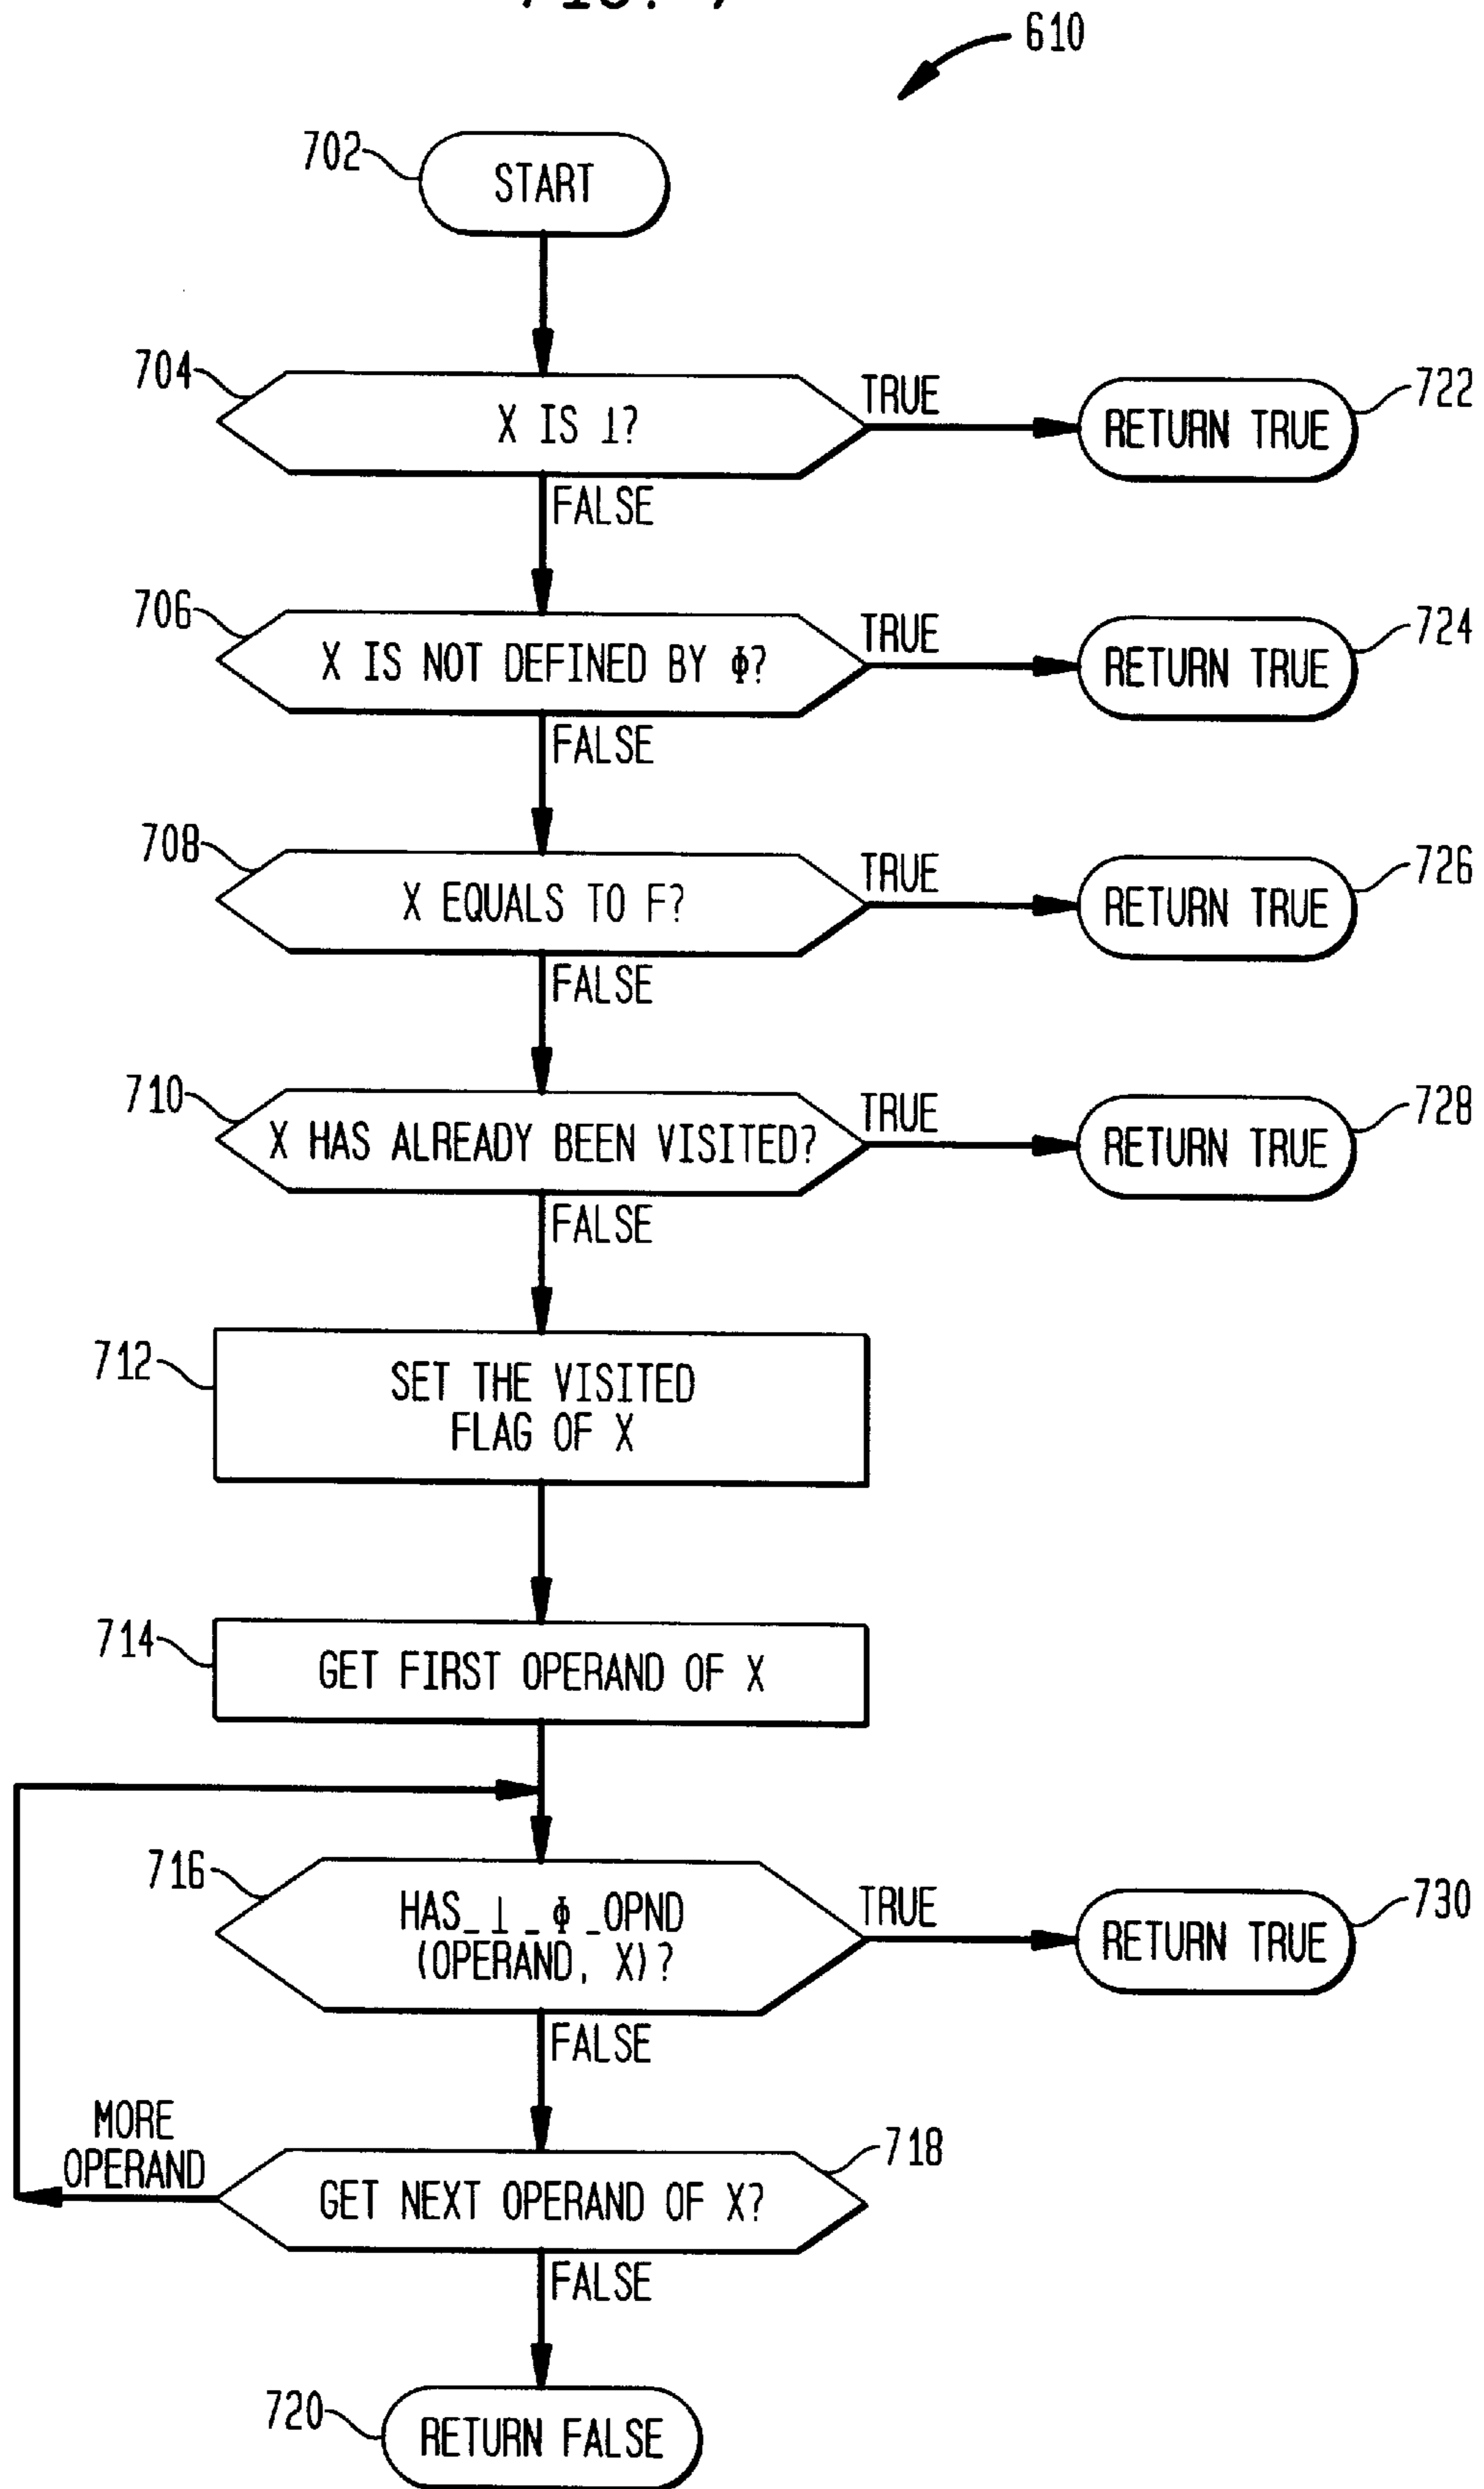 FIG. 7
610
702
START
704
X IS ⊥?
TRUE
722
RETURN TRUE
FALSE
706
X IS NOT DEFINED BY Φ?
TRUE
724
RETURN TRUE
FALSE
708
X EQUALS TO F?
TRUE
726
RETURN TRUE
FALSE
710
X HAS ALREADY BEEN VISITED?
TRUE
728
RETURN TRUE
FALSE
712
SET THE VISITED
FLAG OF X
714
GET FIRST OPERAND OF X
716
HAS_⊥_Φ_OPND
(OPERAND, X)?
TRUE
730
RETURN TRUE
FALSE
MORE
OPERAND
718
GET NEXT OPERAND OF X?
FALSE
720
RETURN FALSE